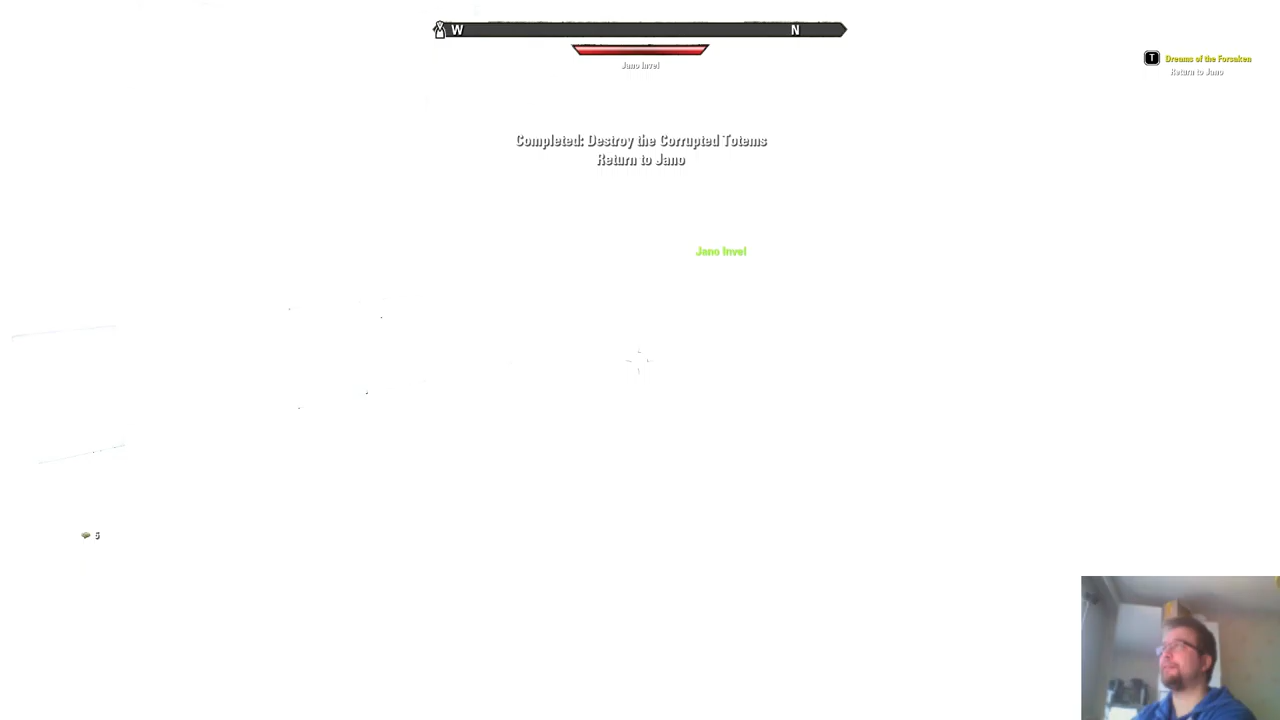 W N
Jano Invel
T Dreams of the Forsaken
Return to Jano
Completed: Destroy the Corrupted Totems
Return to Jano
Jano Invel
5